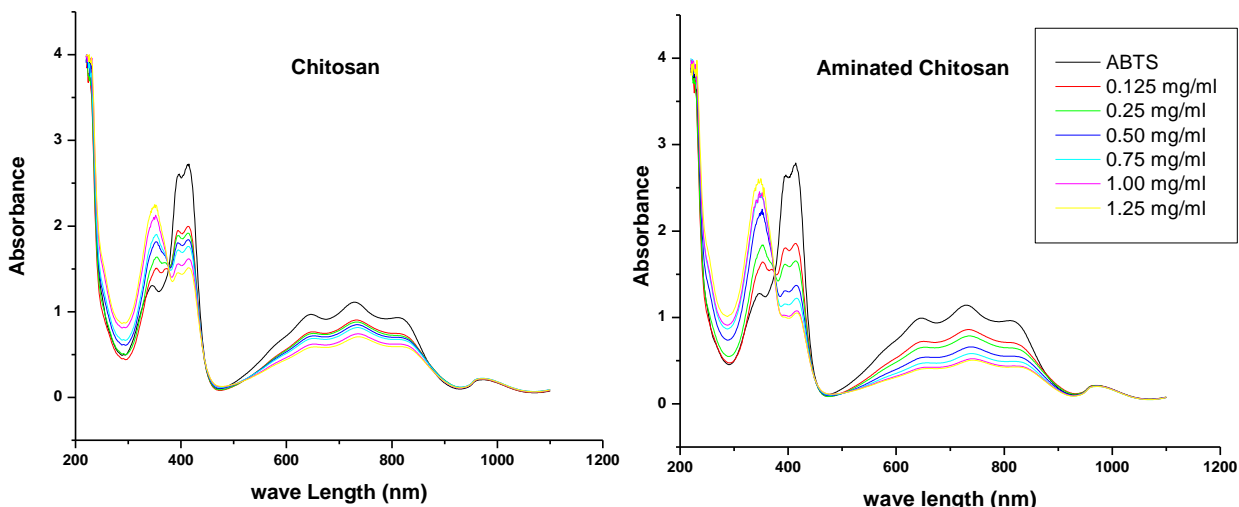 Chitosan
Absorbance
4
3
2
1
0
200 400 600 800 1000 1200
wave Length (nm)
Aminated Chitosan
Absorbance
4
3
2
1
0
200 400 600 800 1000 1200
wave length (nm)
ABTS
0.125 mg/ml
0.25 mg/ml
0.50 mg/ml
0.75 mg/ml
1.00 mg/ml
1.25 mg/ml